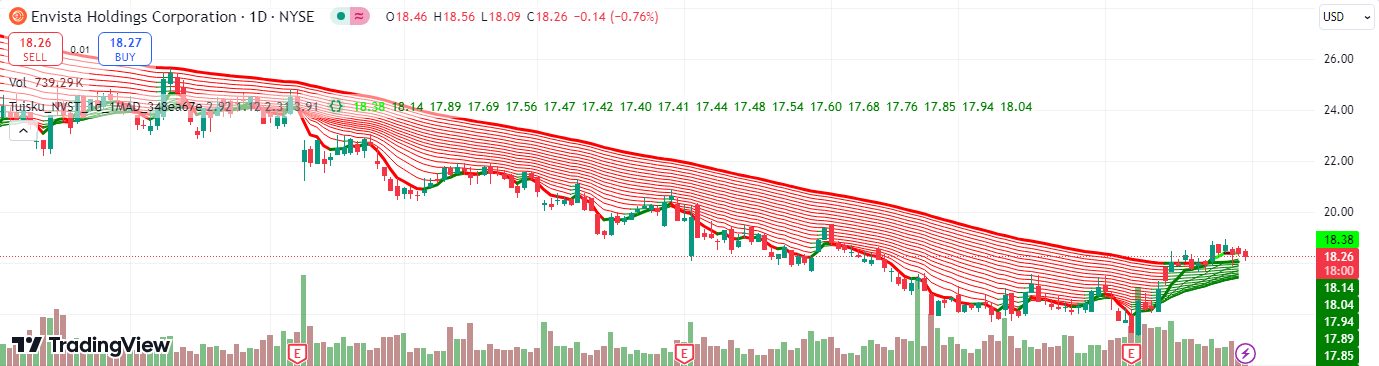 Envista Holdings Corporation · 1D · NYSE O18.46 H18.56 L18.09 C18.26 −0.14 (−0.76%)
USD
18.26 SELL
0.01
18.27 BUY
Vol 739.29K
Tuisku_NVST_1d_1MAD_348ea67e 2.92 1.12 2.31 3.91 18.38 18.14 17.89 17.69 17.56 17.47 17.42 17.40 17.41 17.44 17.48 17.54 17.60 17.68 17.76 17.85 17.94 18.04
26.00
24.00
22.00
20.00
18.38
18.26
18:00
18.14
18.04
17.94
17.89
17.85
TradingView
E
E
E